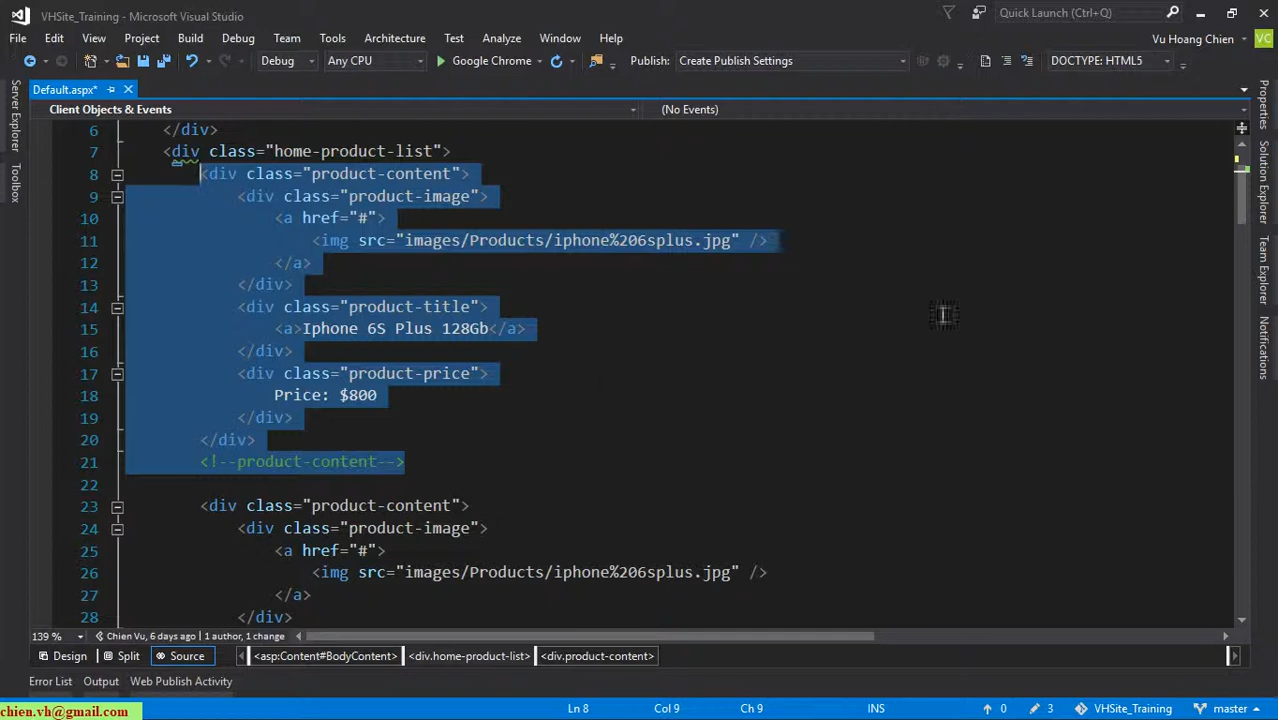 VHSite_Training - Microsoft Visual Studio
Quick Launch (Ctrl+Q)
File Edit View Project Build Debug Team Tools Architecture Test Analyze Window Help
Vu Hoang Chien VC
Debug Any CPU Google Chrome Publish: Create Publish Settings DOCTYPE: HTML5
Default.aspx*
Client Objects & Events (No Events)
Server Explorer
Toolbox
Properties
Solution Explorer
Team Explorer
Notifications
6 </div>
7 <div class="home-product-list">
8 <div class="product-content">
9 <div class="product-image">
10 <a href="#">
11 <img src="images/Products/iphone%206splus.jpg" />
12 </a>
13 </div>
14 <div class="product-title">
15 <a>Iphone 6S Plus 128Gb</a>
16 </div>
17 <div class="product-price">
18 Price: $800
19 </div>
20 </div>
21 <!--product-content-->
22
23 <div class="product-content">
24 <div class="product-image">
25 <a href="#">
26 <img src="images/Products/iphone%206splus.jpg" />
27 </a>
28 </div>
139 % Chien Vu, 6 days ago | 1 author, 1 change
Design Split Source <asp:Content#BodyContent> <div.home-product-list> <div.product-content>
Error List Output Web Publish Activity
chien.vh@gmail.com Ln 8 Col 9 Ch 9 INS 0 3 VHSite_Training master